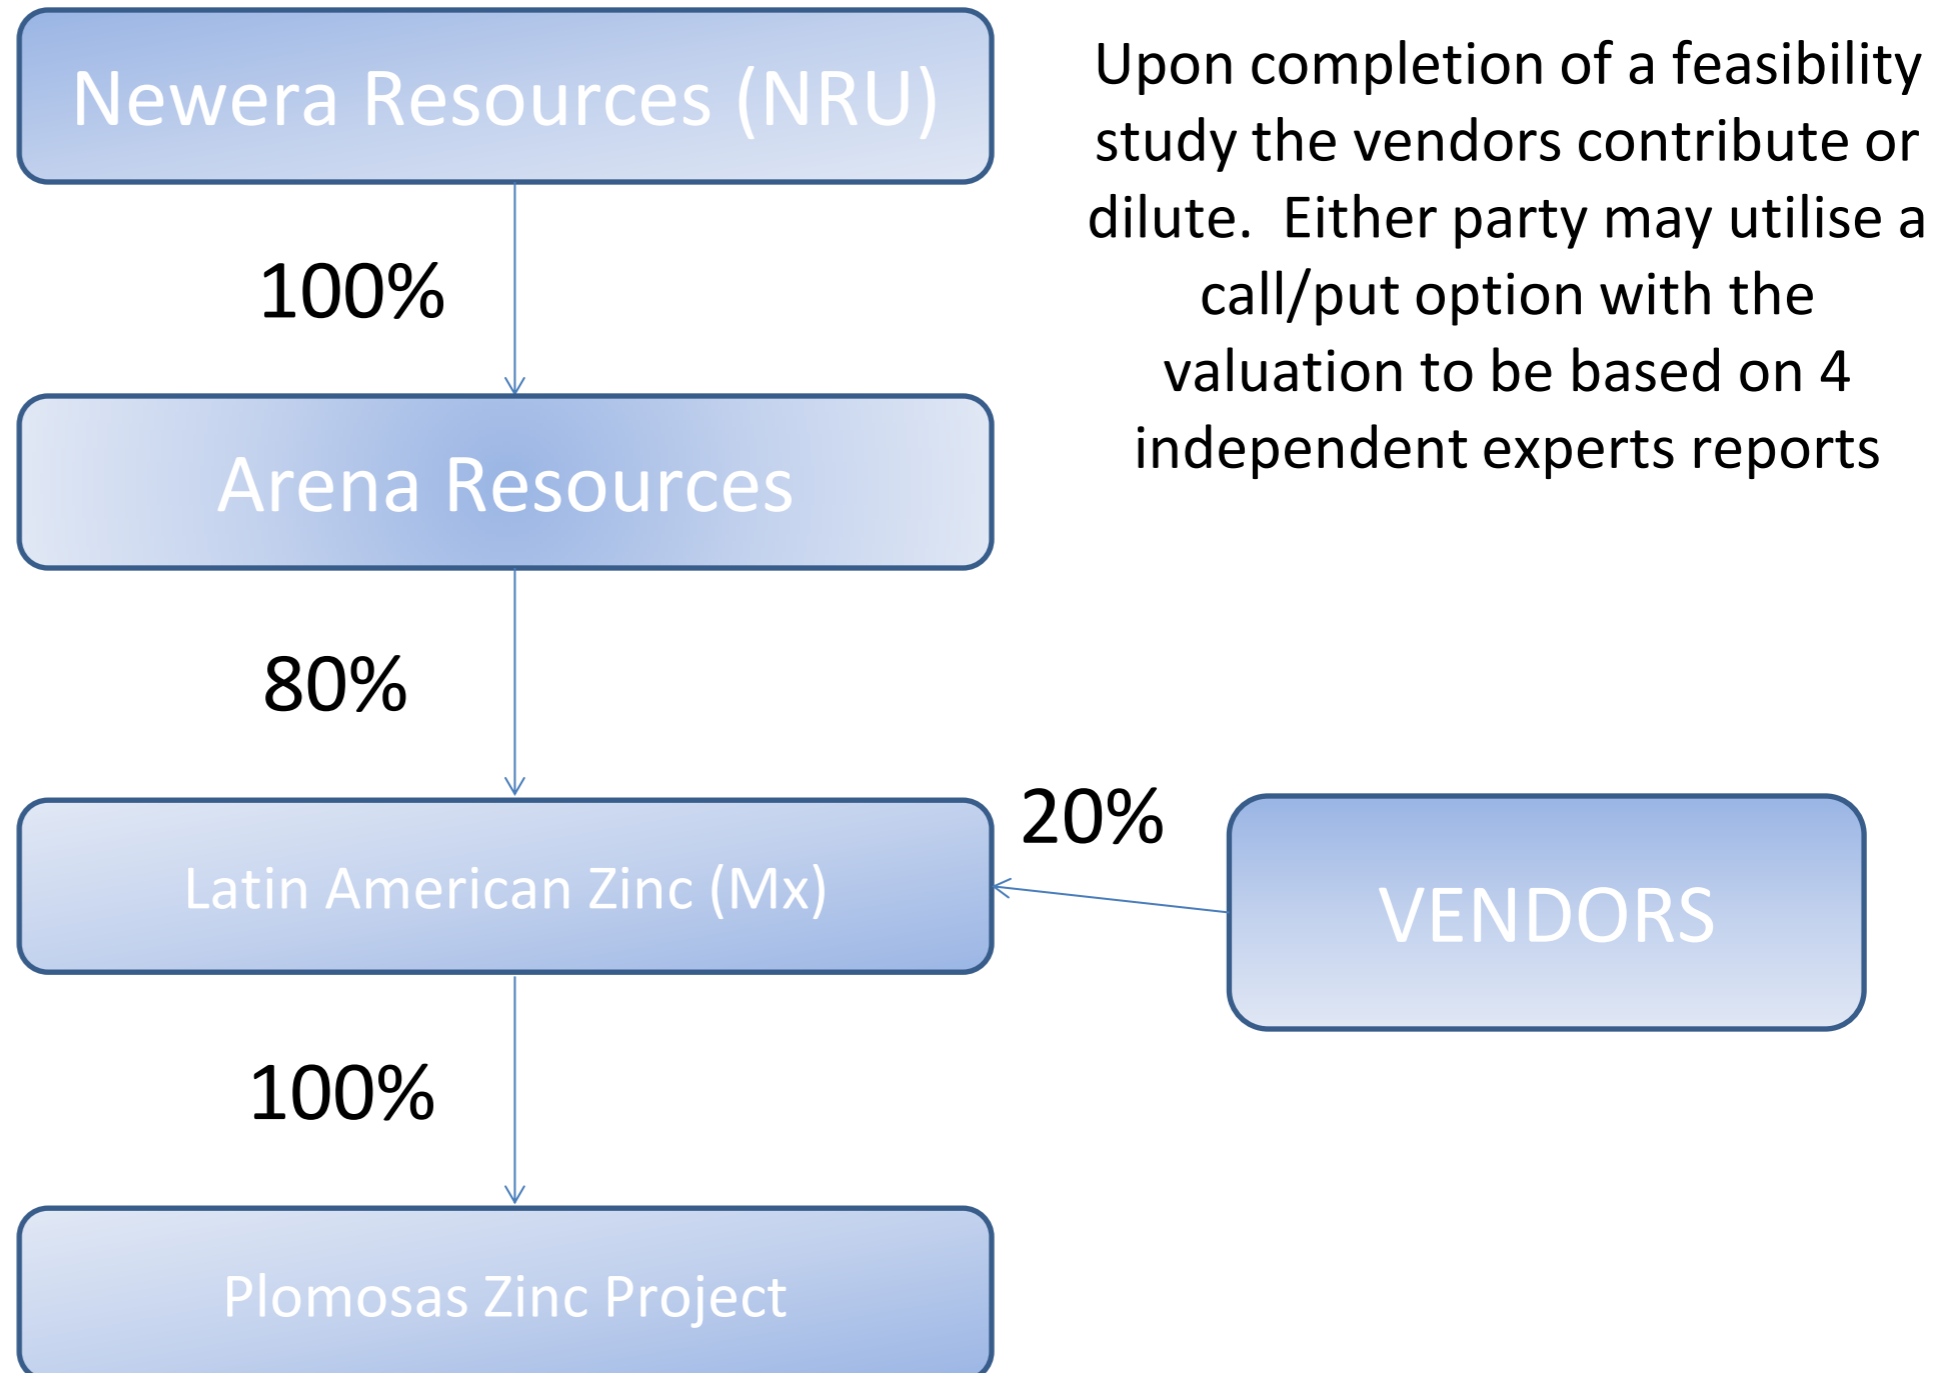 Newera Resources (NRU)
Upon completion of a feasibility
study the vendors contribute or
dilute.  Either party may utilise a
call/put option with the
valuation to be based on 4
independent experts reports
100%
Arena Resources
80%
Latin American Zinc (Mx)
20%
VENDORS
100%
Plomosas Zinc Project